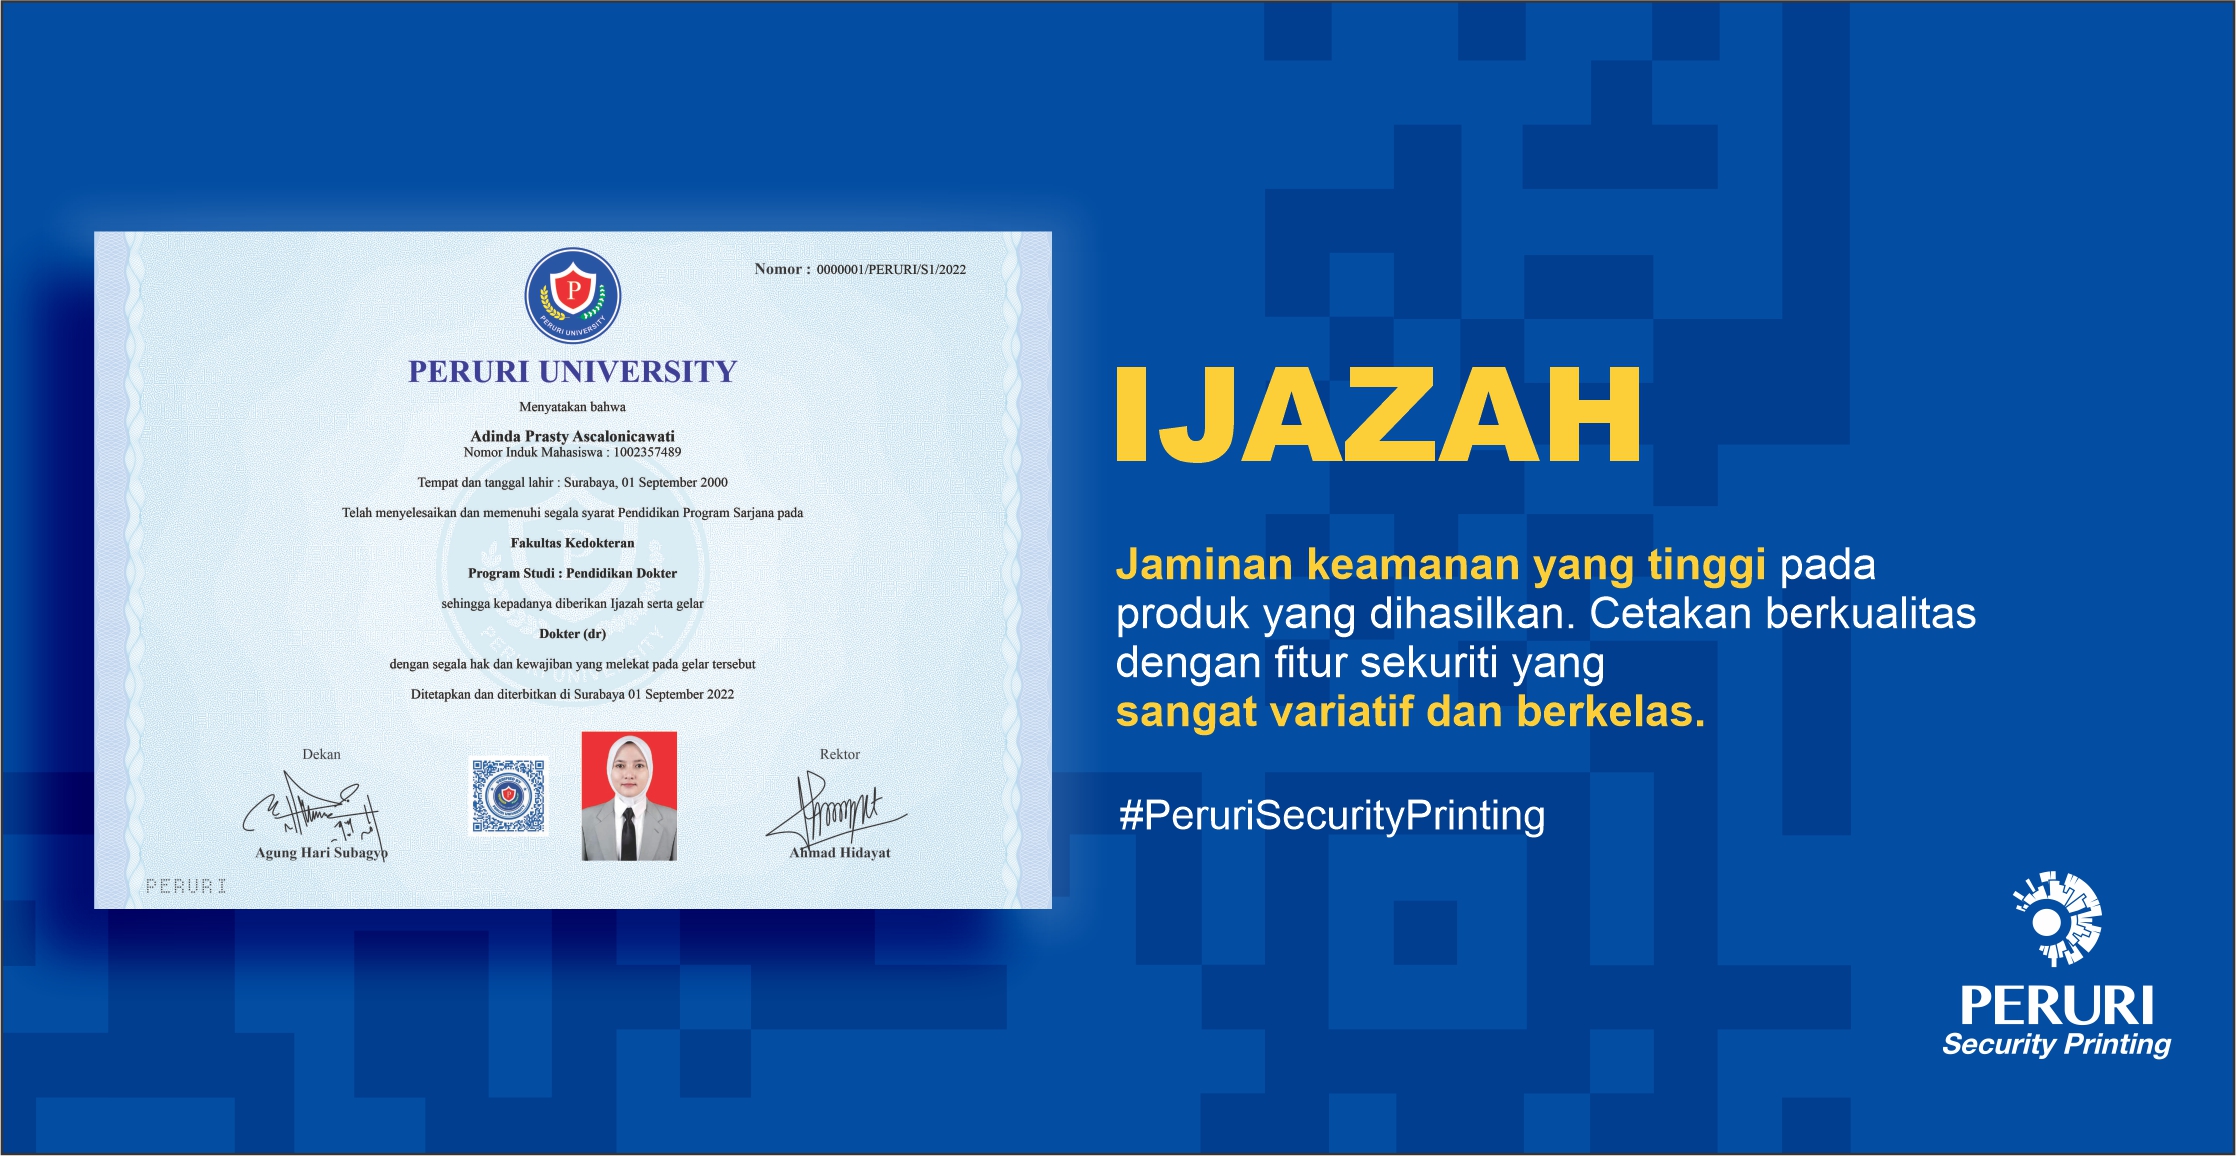 Nomor : 0000001/PERURI/S1/2022
P
PERURI UNIVERSITY
PERURI UNIVERSITY
Menyatakan bahwa
Adinda Prasty Ascalonicawati
Nomor Induk Mahasiswa : 1002357489
Tempat dan tanggal lahir : Surabaya, 01 September 2000
Telah menyelesaikan dan memenuhi segala syarat Pendidikan Program Sarjana pada
Fakultas Kedokteran
Program Studi : Pendidikan Dokter
sehingga kepadanya diberikan Ijazah serta gelar
Dokter (dr)
dengan segala hak dan kewajiban yang melekat pada gelar tersebut
Ditetapkan dan diterbitkan di Surabaya 01 September 2022
PERURI UNIVERSITY
Dekan
Rektor
P
Agung Hari Subagyo
Ahmad Hidayat
PERURI
IJAZAH
Jaminan keamanan yang tinggi pada
produk yang dihasilkan. Cetakan berkualitas
dengan fitur sekuriti yang
sangat variatif dan berkelas.
#PeruriSecurityPrinting
PERURI
Security Printing